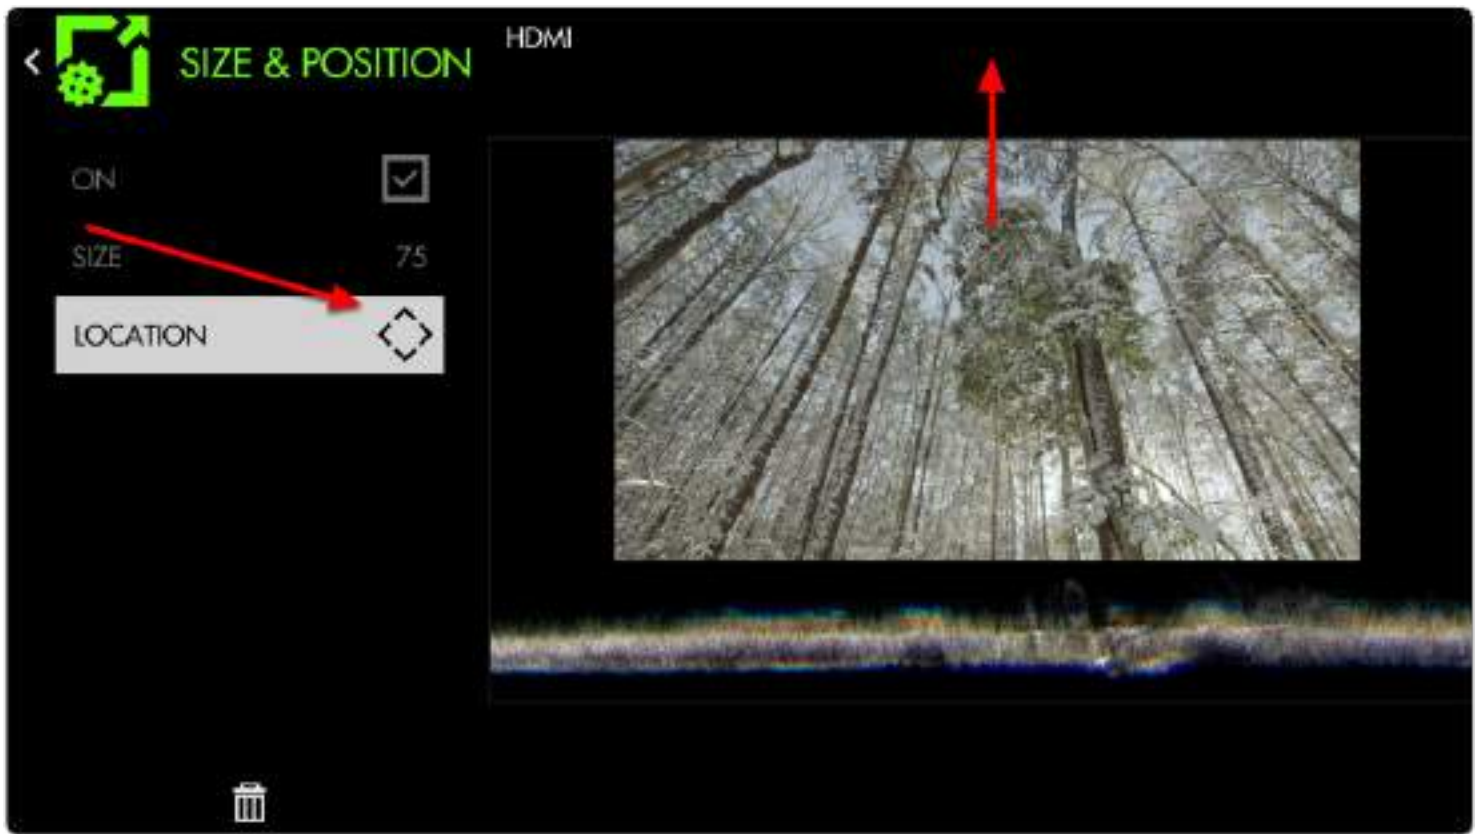 SIZE & POSITION
HDMI
ON
SIZE 75
LOCATION